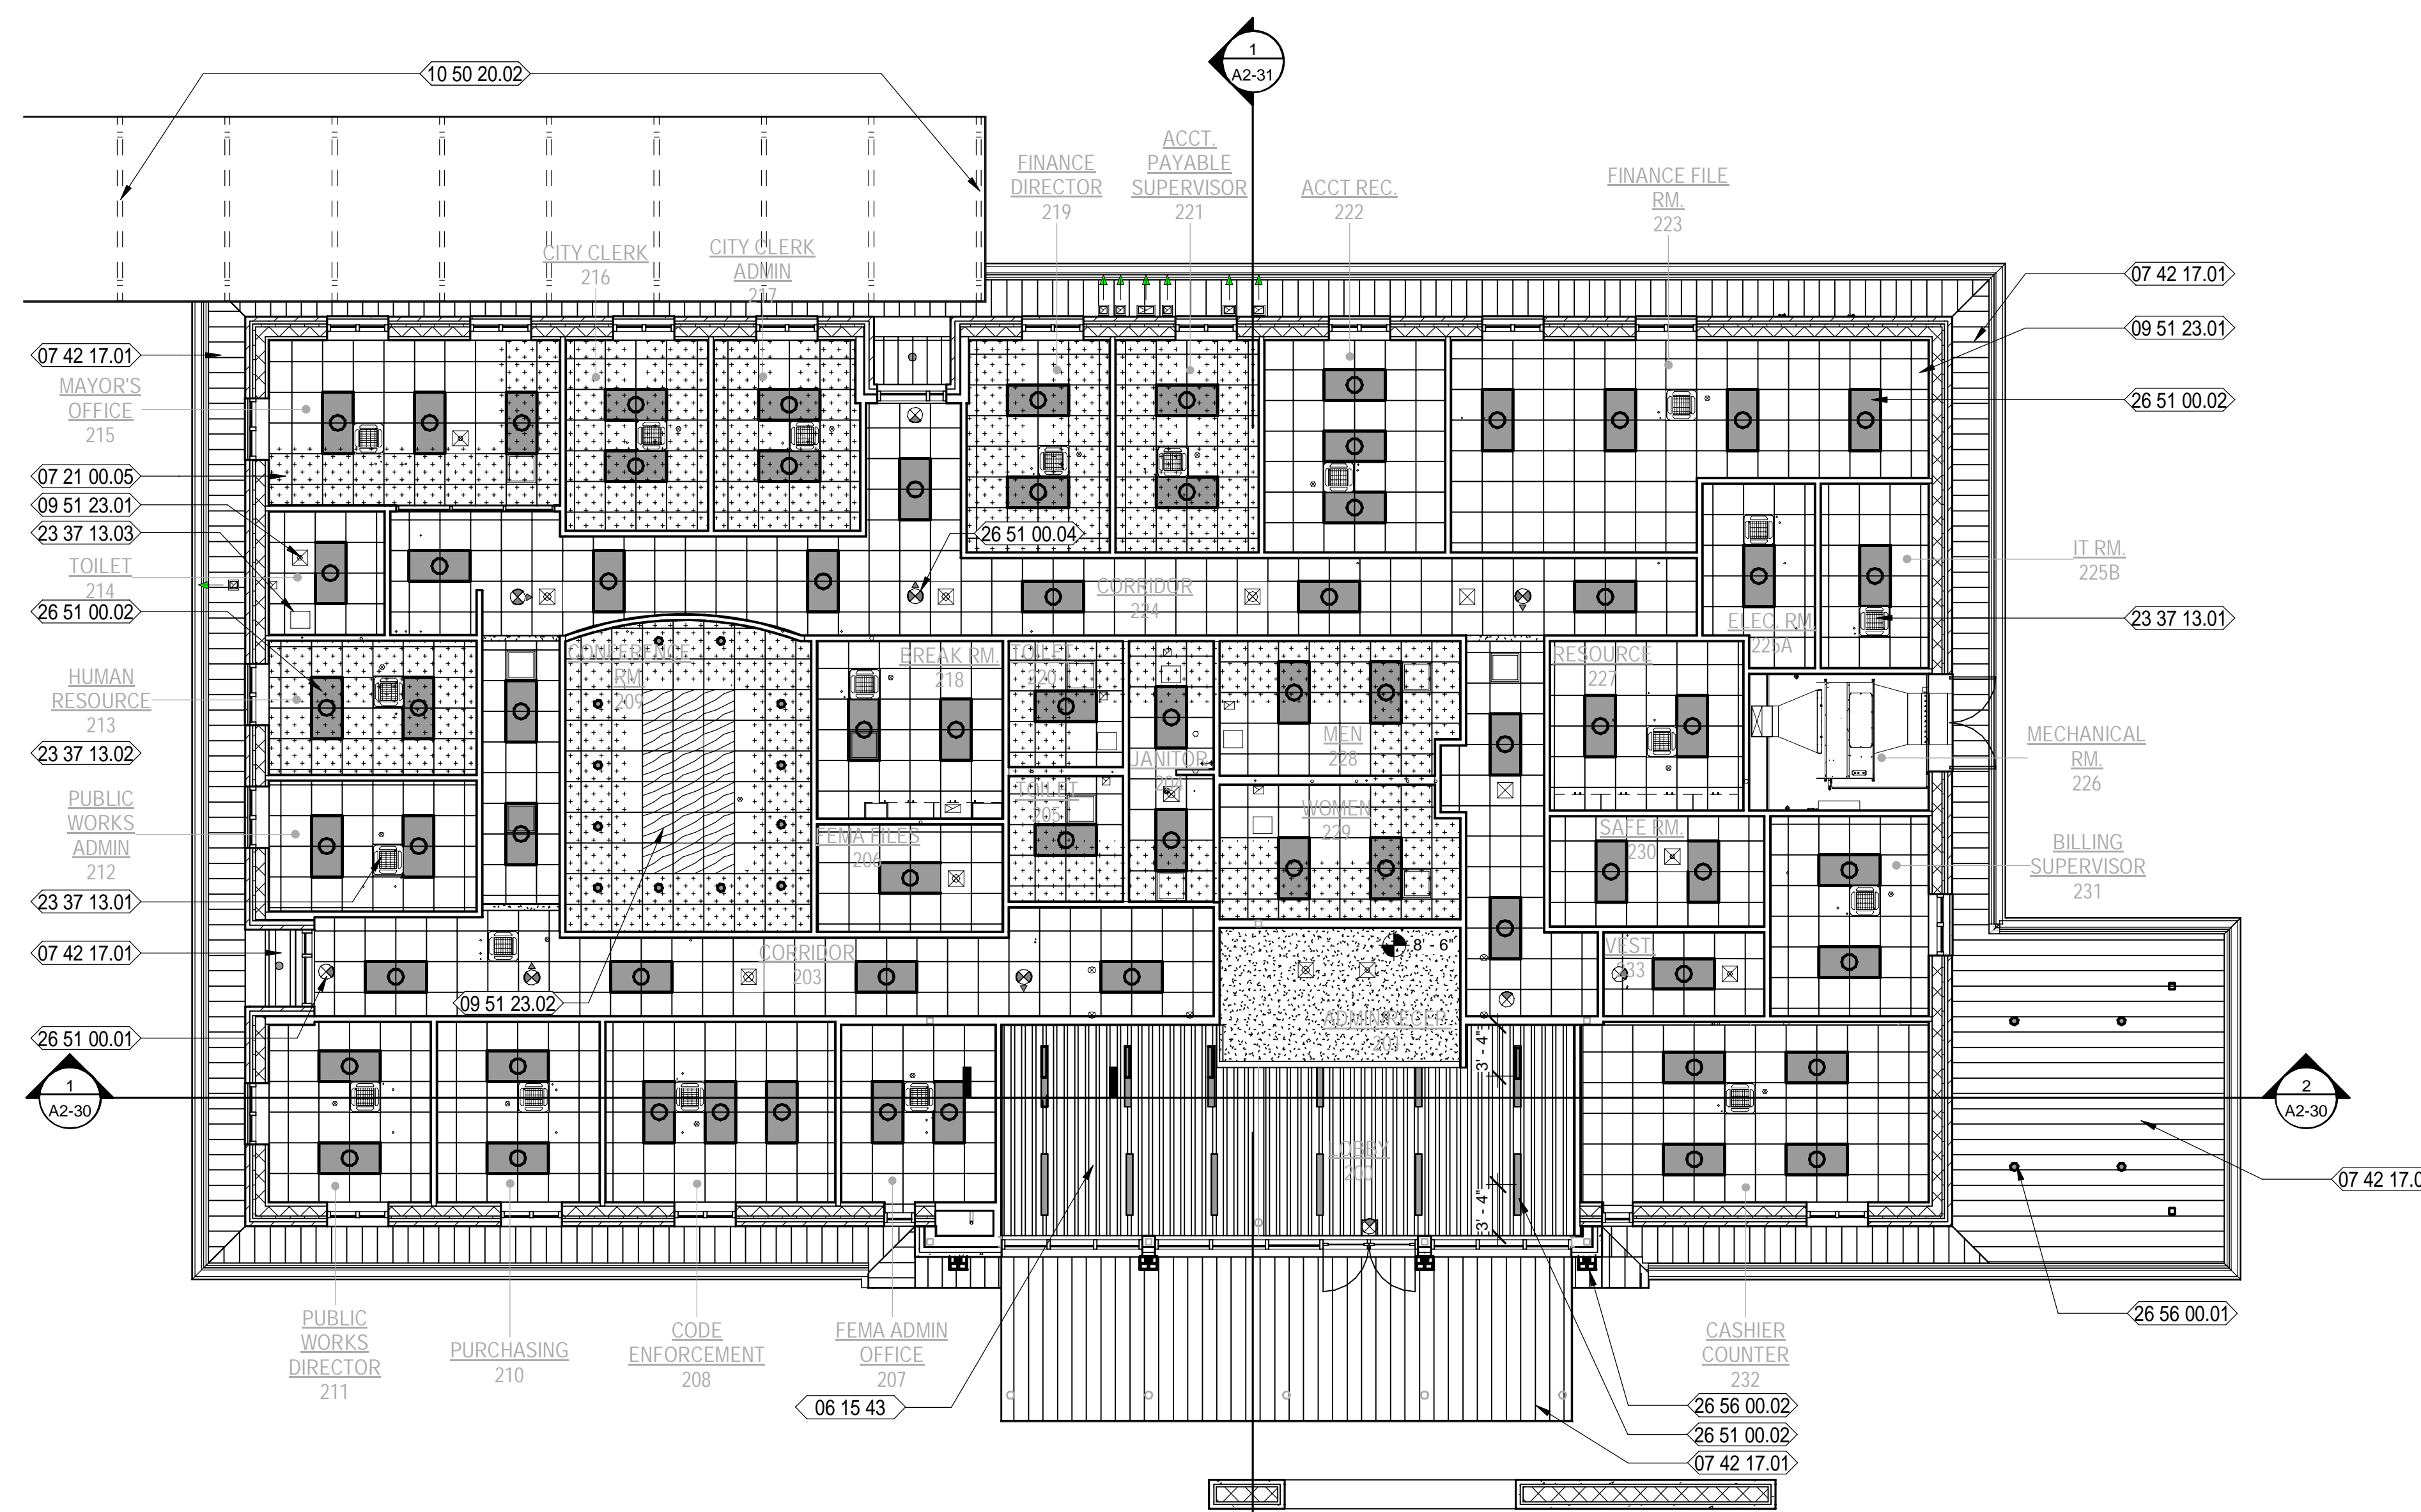 1
A2-31
10 50 20.02
ACCT.
PAYABLE
SUPERVISOR
221
FINANCE
DIRECTOR
219
ACCT REC.
222
FINANCE FILE
RM.
223
CITY CLERK
216
CITY CLERK
ADMIN
217
07 42 17.01
09 51 23.01
26 51 00.02
07 42 17.01
MAYOR'S
OFFICE
215
07 21 00.05
09 51 23.01
23 37 13.03
TOILET
214
26 51 00.02
26 51 00.04
CORRIDOR
224
IT RM.
225B
ELEC. RM.
225A
23 37 13.01
HUMAN
RESOURCE
213
23 37 13.02
CONFERENCE
RM.
209
BREAK RM.
218
TOILET
220
RESOURCE
227
MEN
228
JANITOR
204
MECHANICAL
RM.
226
PUBLIC
WORKS
ADMIN
212
TOILET
205
WOMEN
229
FEMA FILES
206
SAFE RM.
230
BILLING
SUPERVISOR
231
23 37 13.01
07 42 17.01
CORRIDOR
203
8' - 6"
VEST.
233
09 51 23.02
26 51 00.01
ADMIN/RECEP.
201
3' - 4"
1
A2-30
2
A2-30
LOBBY
200
3' - 4"
07 42 17.0
26 56 00.01
PUBLIC
WORKS
DIRECTOR
211
PURCHASING
210
CODE
ENFORCEMENT
208
FEMA ADMIN
OFFICE
207
CASHIER
COUNTER
232
06 15 43
26 56 00.02
26 51 00.02
07 42 17.01